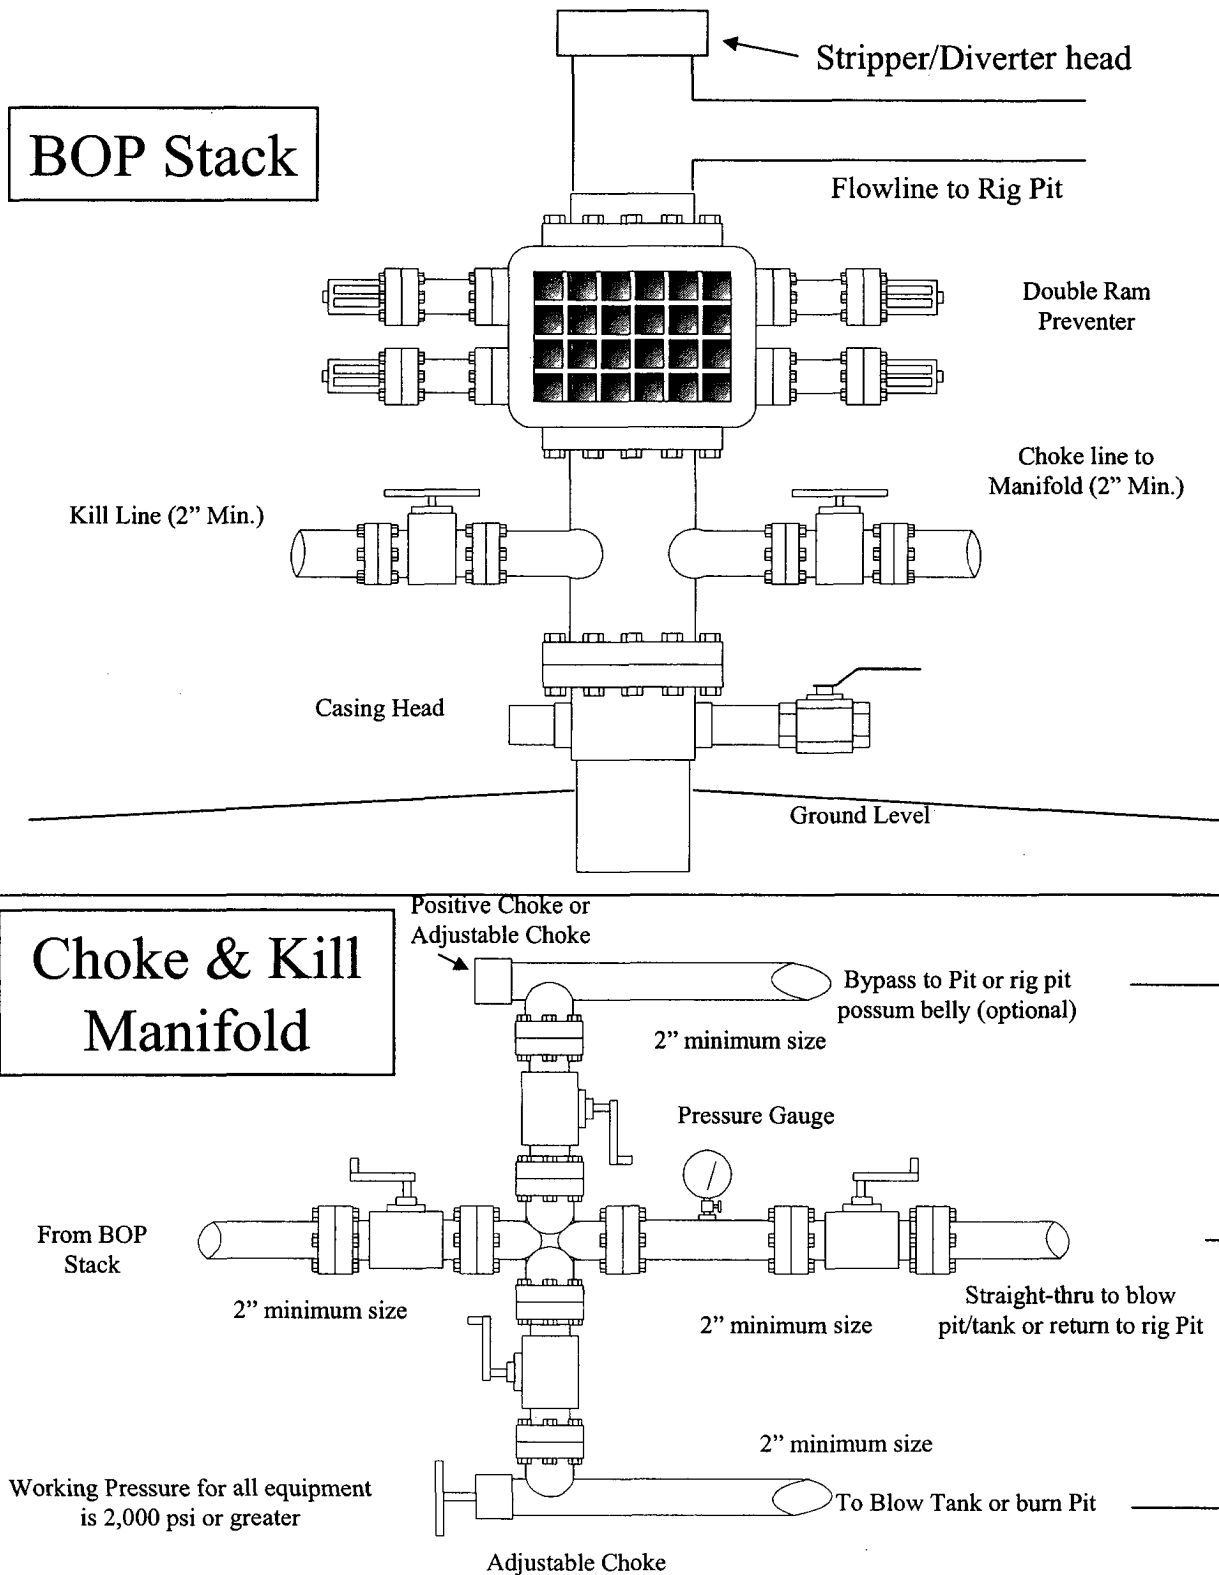 Stripper/Diverter head
BOP Stack
Flowline to Rig Pit
Double Ram
Preventer
Choke line to
Manifold (2” Min.)
Kill Line (2” Min.)
Casing Head
Ground Level
Positive Choke or
Adjustable Choke
Choke & Kill
Manifold
Bypass to Pit or rig pit
possum belly (optional)
2” minimum size
Pressure Gauge
From BOP
Stack
2” minimum size
2” minimum size
Straight-thru to blow
pit/tank or return to rig Pit
2” minimum size
Working Pressure for all equipment
is 2,000 psi or greater
To Blow Tank or burn Pit
Adjustable Choke